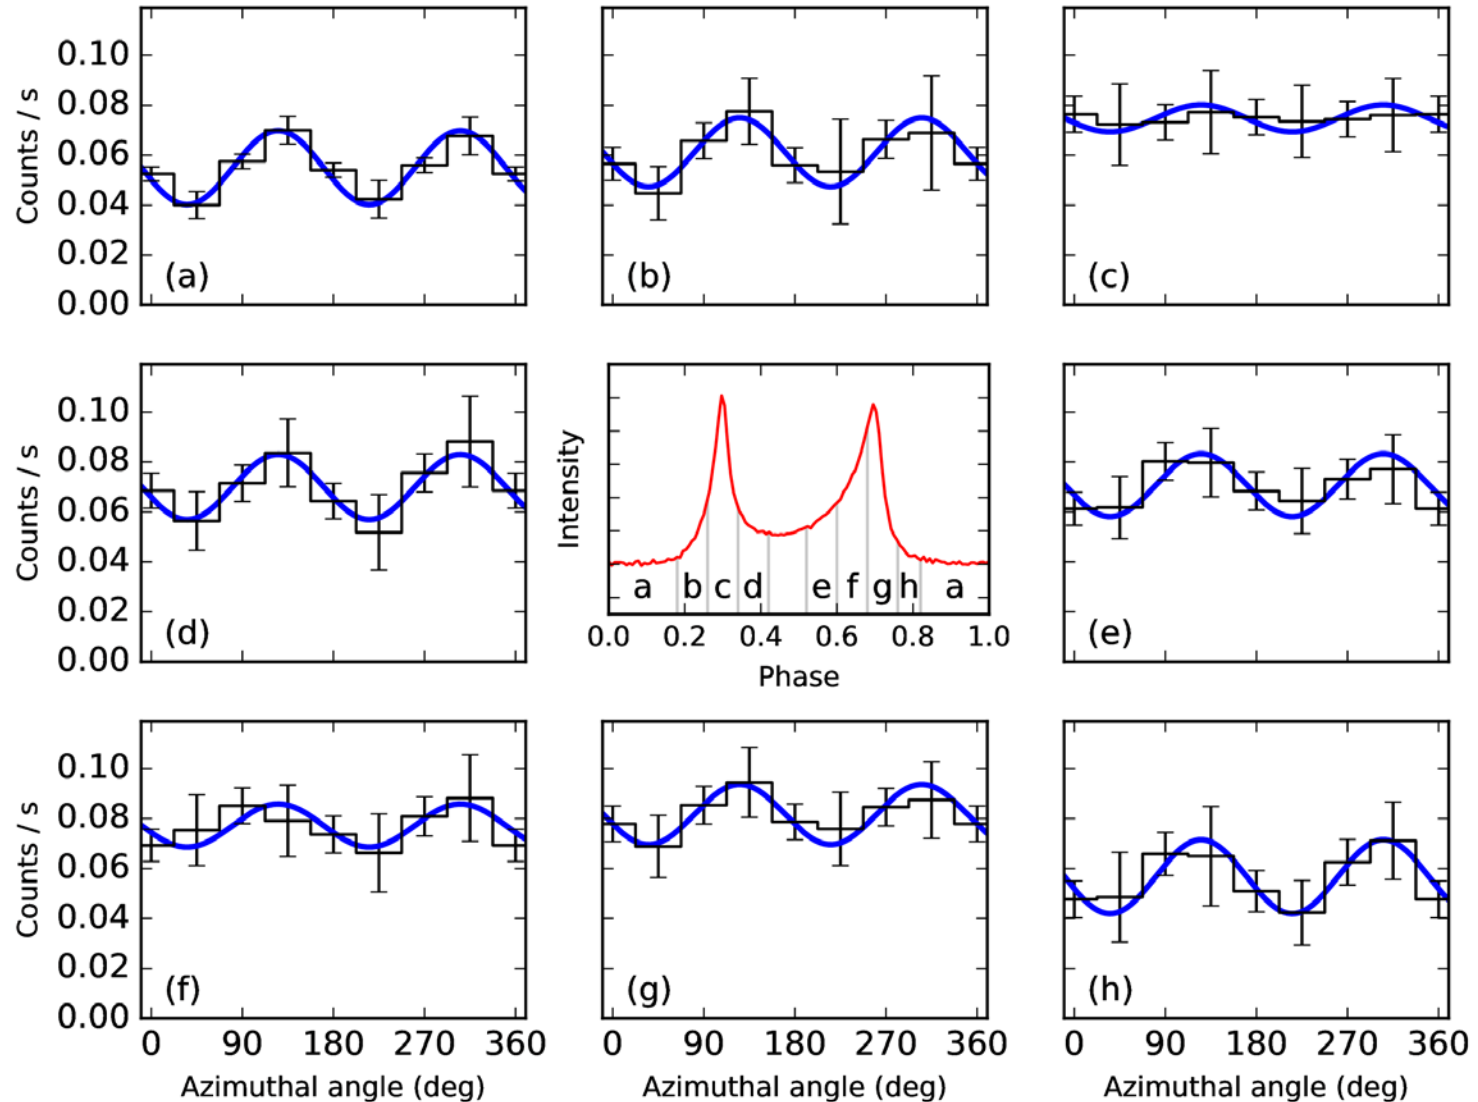 0.10
0.08
0.06
0.04
0.02
0.00
Counts / s
(a)
(b)
(c)
0.10
0.08
0.06
0.04
0.02
0.00
Counts / s
(d)
Intensity
a b c d e f g h a
0.0 0.2 0.4 0.6 0.8 1.0
Phase
(e)
0.10
0.08
0.06
0.04
0.02
0.00
Counts / s
(f)
(g)
(h)
0 90 180 270 360
0 90 180 270 360
0 90 180 270 360
Azimuthal angle (deg)
Azimuthal angle (deg)
Azimuthal angle (deg)